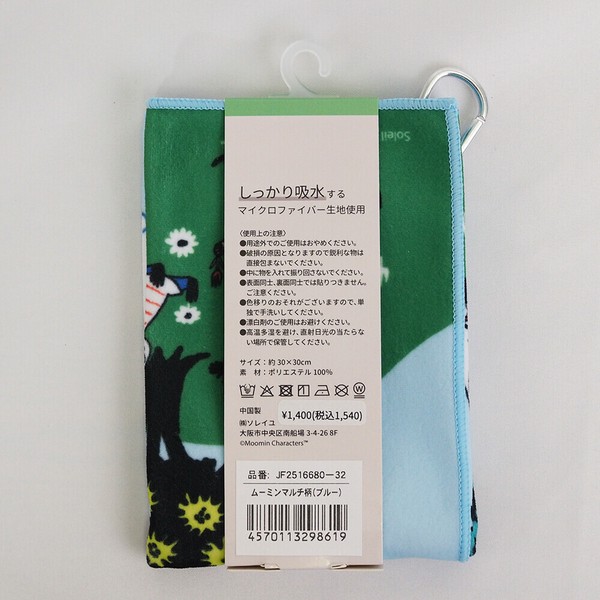 Soleil
しっかり吸水する
マイクロファイバー生地使用
〈使用上の注意〉
●用途外でのご使用はおやめください。
●破損の原因となりますので鋭利な物は
直接包まないでください。
●中に物を入れて振り回さないでください。
●表面同士、裏面同士では貼りつきません。
ご注意ください。
●色移りのおそれがございますので、単
独で手洗いしてください。
●漂白剤のご使用はお避けください。
●高温多湿を避け、直射日光の当たらな
い場所で保管してください。
サイズ：約 30×30cm
素　材：ポリエステル 100%
中国製
¥1,400(税込1,540)
㈱ソレイユ
大阪市中央区南船場 3-4-26 8F
©Moomin Characters™
品番: JF2516680ー32
ムーミンマルチ柄(ブルー)
4570113298619